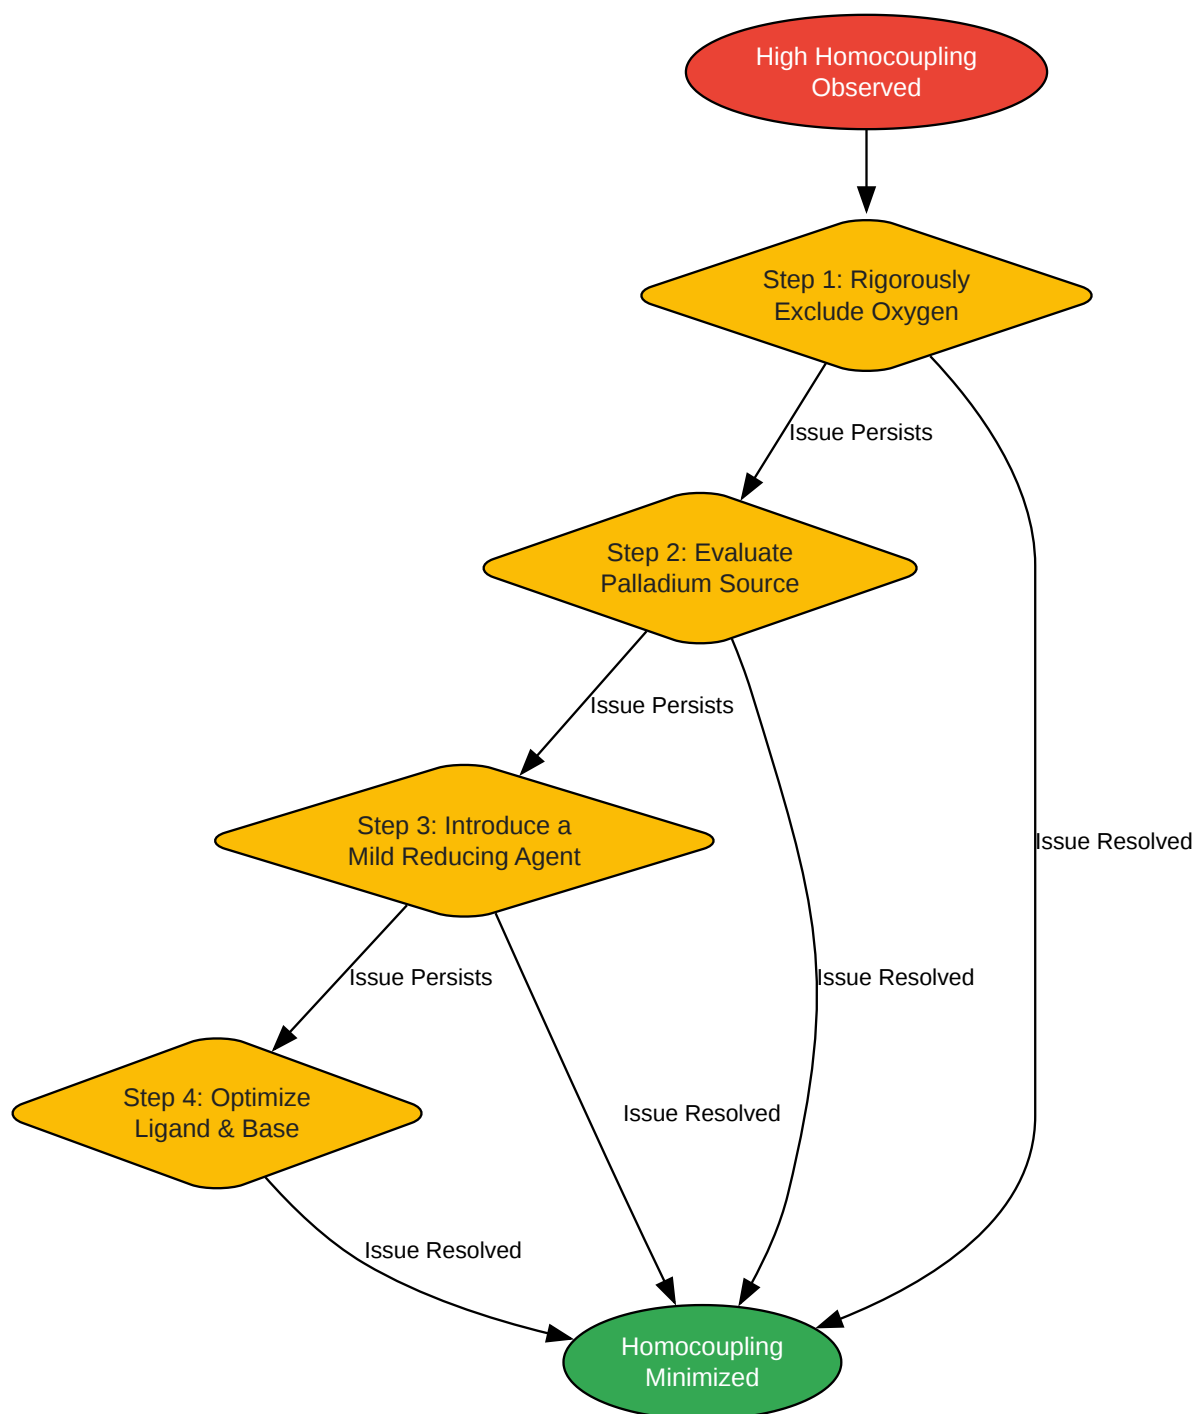 High Homocoupling
Observed
Step 1: Rigorously
Exclude Oxygen
Issue Persists
Step 2: Evaluate
Palladium Source
Issue Persists
Step 3: Introduce a
Mild Reducing Agent
Issue Resolved
Issue Persists
Issue Resolved
Step 4: Optimize
Ligand & Base
Issue Resolved
Issue Resolved
Homocoupling
Minimized